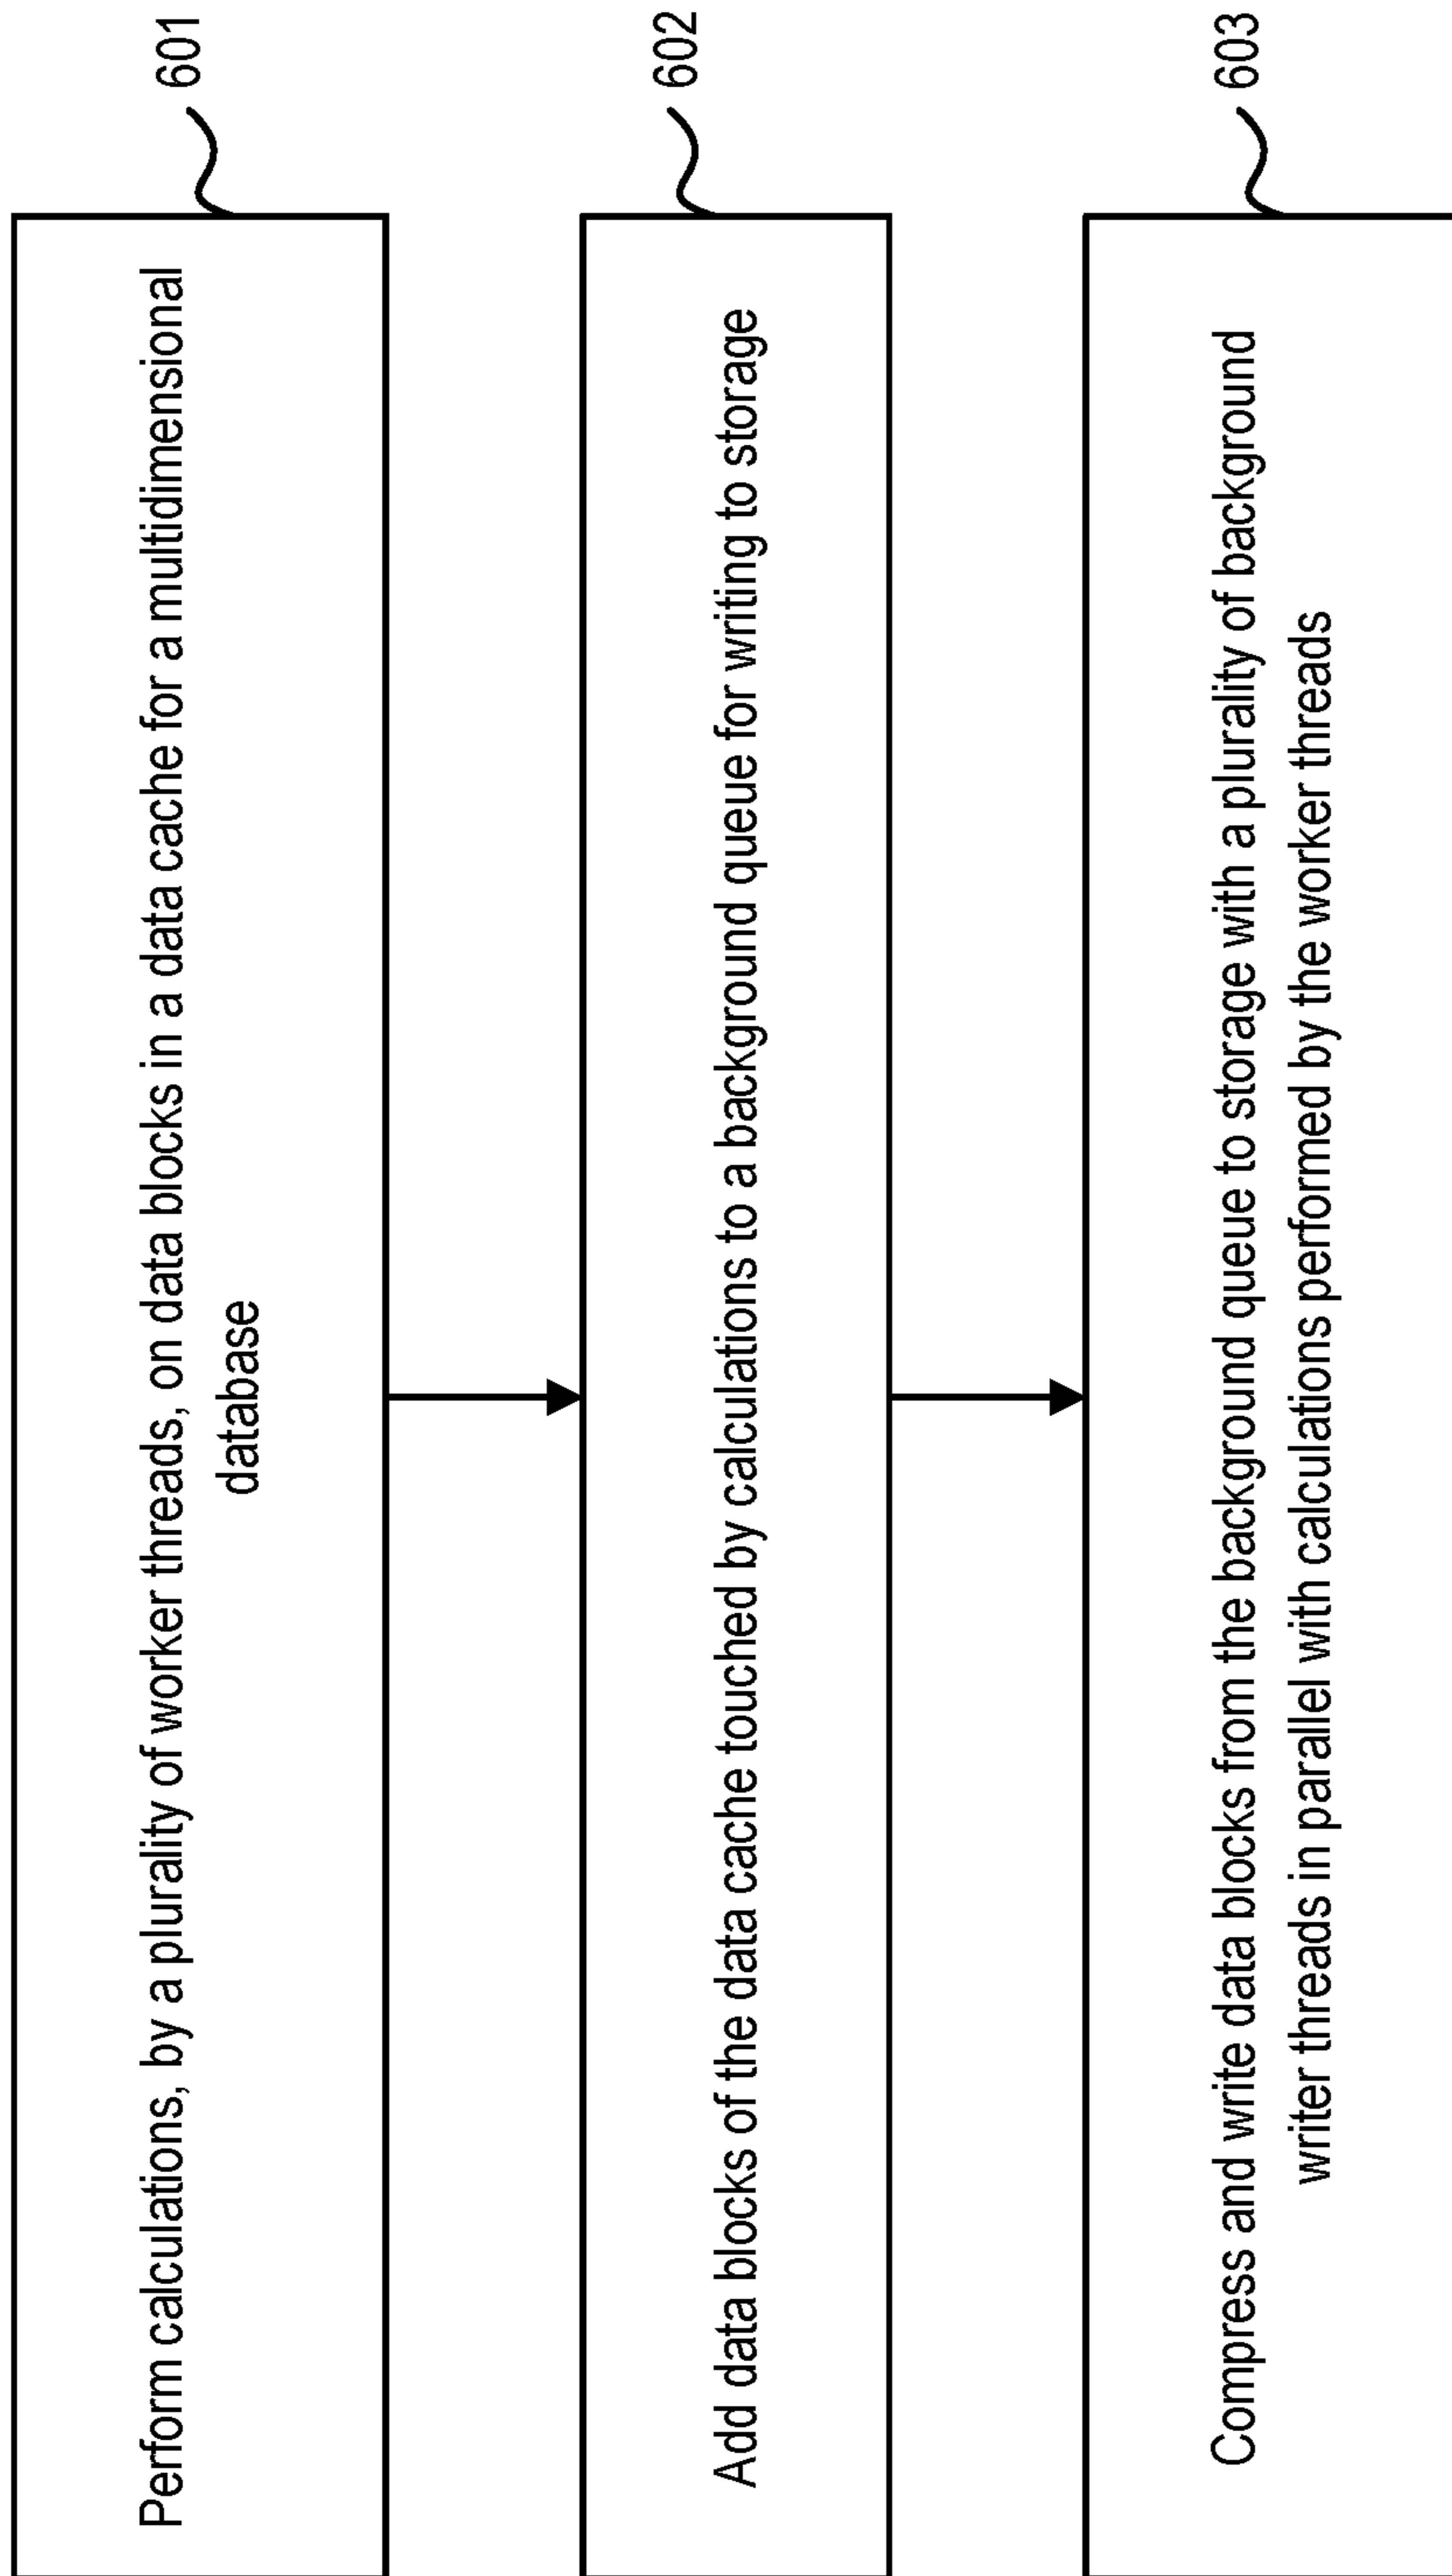 Perform calculations, by a plurality of worker threads, on data blocks in a data cache for a multidimensional
database
601
Add data blocks of the data cache touched by calculations to a background queue for writing to storage
602
Compress and write data blocks from the background queue to storage with a plurality of background
writer threads in parallel with calculations performed by the worker threads
603